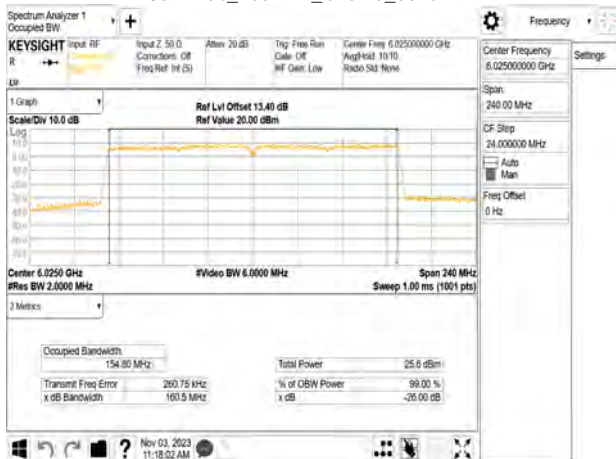 Spectrum Analyzer 1
Occupied BW
Frequency
KEYSIGHT
Input: RF
R
Input Z: 50 Ω
Corrections: Off
Freq Ref: Int (S)
Atten: 20 dB
Trig: Free Run
Gate: Off
#IF Gain: Low
Center Freq: 6.025000000 GHz
Avg|Hold: 10/10
Radio Std: None
Center Frequency
6.025000000 GHz
Settings
Span
240.00 MHz
CF Step
24.000000 MHz
Auto
Man
Freq Offset
0 Hz
1 Graph
Scale/Div 10.0 dB
Ref Lvl Offset 13.40 dB
Ref Value 20.00 dBm
Log
Center 6.0250 GHz
#Res BW 2.0000 MHz
#Video BW 6.0000 MHz
Span 240 MHz
Sweep 1.00 ms (1001 pts)
2 Metrics
Occupied Bandwidth
154.80 MHz
Total Power 25.6 dBm
Transmit Freq Error 260.75 kHz
% of OBW Power 99.00 %
x dB Bandwidth 160.5 MHz
x dB -26.00 dB
?
Nov 03, 2023
11:18:02 AM